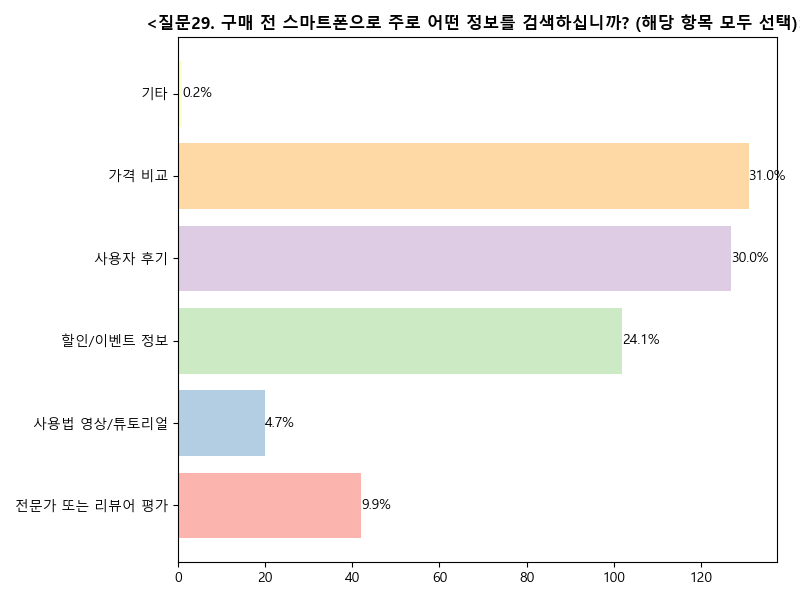 <질문29. 구매 전 스마트폰으로 주로 어떤 정보를 검색하십니까? (해당 항목 모두 선택)
기타 0.2%
가격 비교 31.0%
사용자 후기 30.0%
할인/이벤트 정보 24.1%
사용법 영상/튜토리얼 4.7%
전문가 또는 리뷰어 평가 9.9%
0 20 40 60 80 100 120